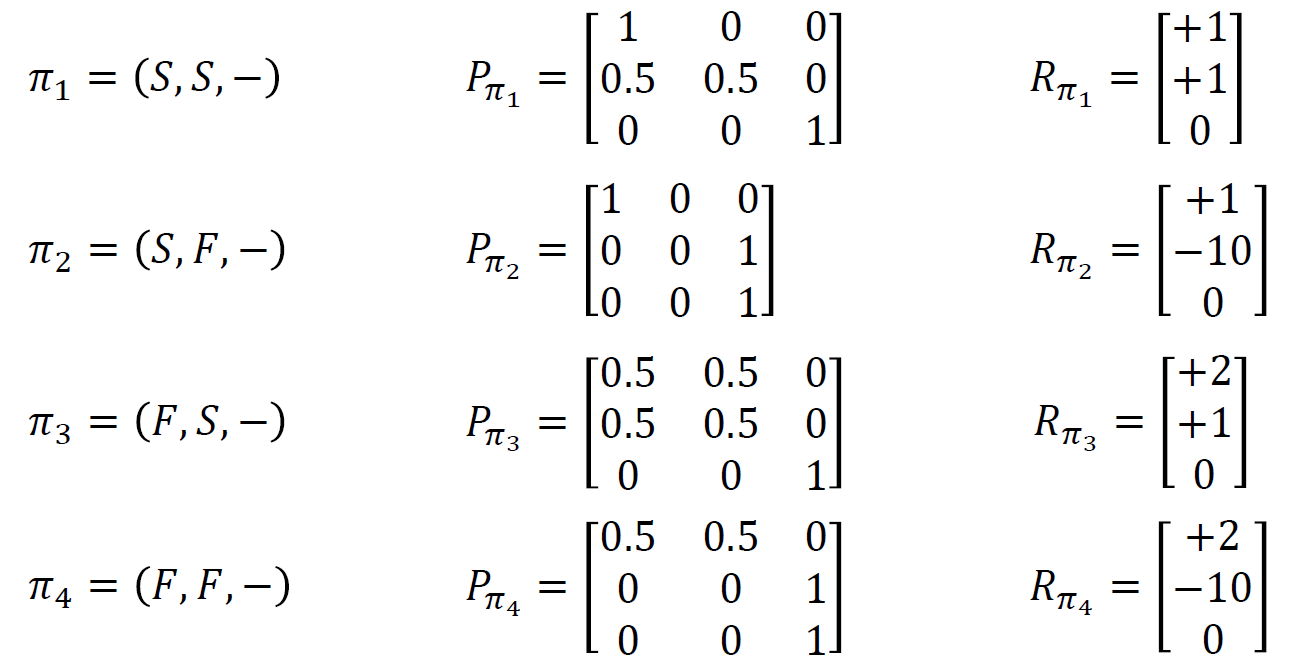 π₁ = (S, S, −) P_π₁ = [1 0 0; 0.5 0.5 0; 0 0 1] R_π₁ = [+1; +1; 0]
π₂ = (S, F, −) P_π₂ = [1 0 0; 0 0 1; 0 0 1] R_π₂ = [+1; −10; 0]
π₃ = (F, S, −) P_π₃ = [0.5 0.5 0; 0.5 0.5 0; 0 0 1] R_π₃ = [+2; +1; 0]
π₄ = (F, F, −) P_π₄ = [0.5 0.5 0; 0 0 1; 0 0 1] R_π₄ = [+2; −10; 0]